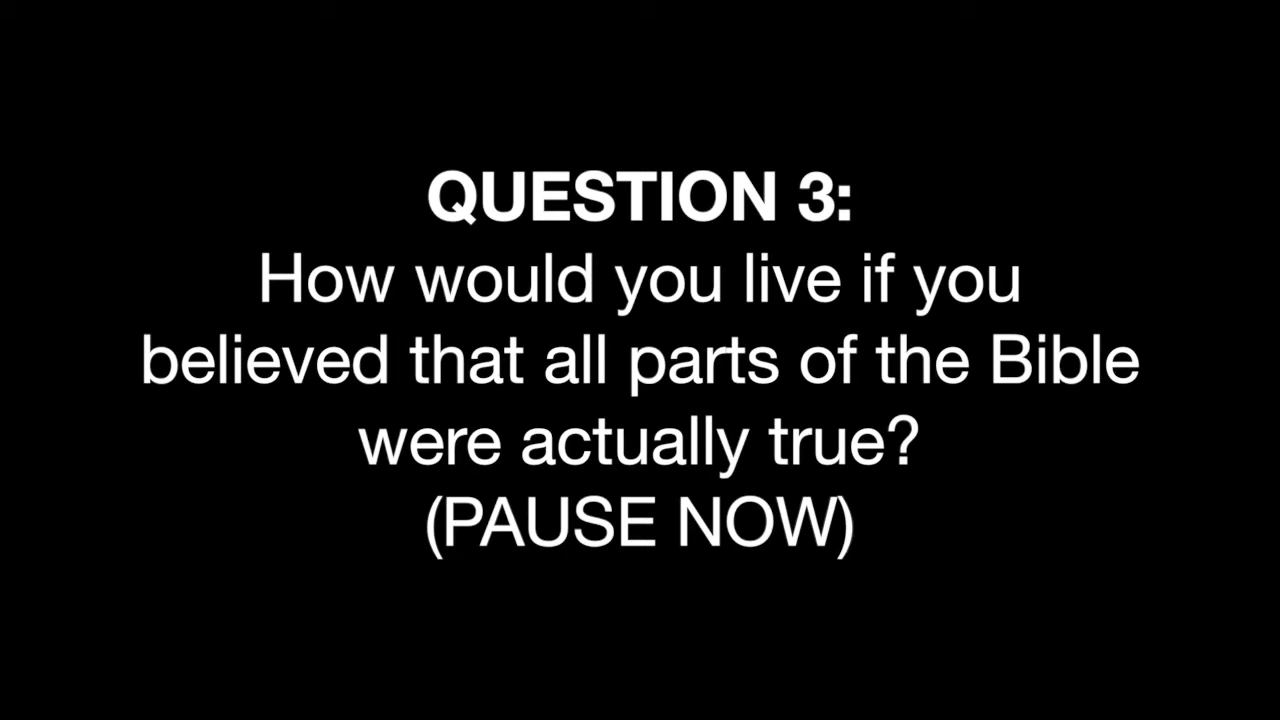 QUESTION 3:
How would you live if you
believed that all parts of the Bible
were actually true?
(PAUSE NOW)